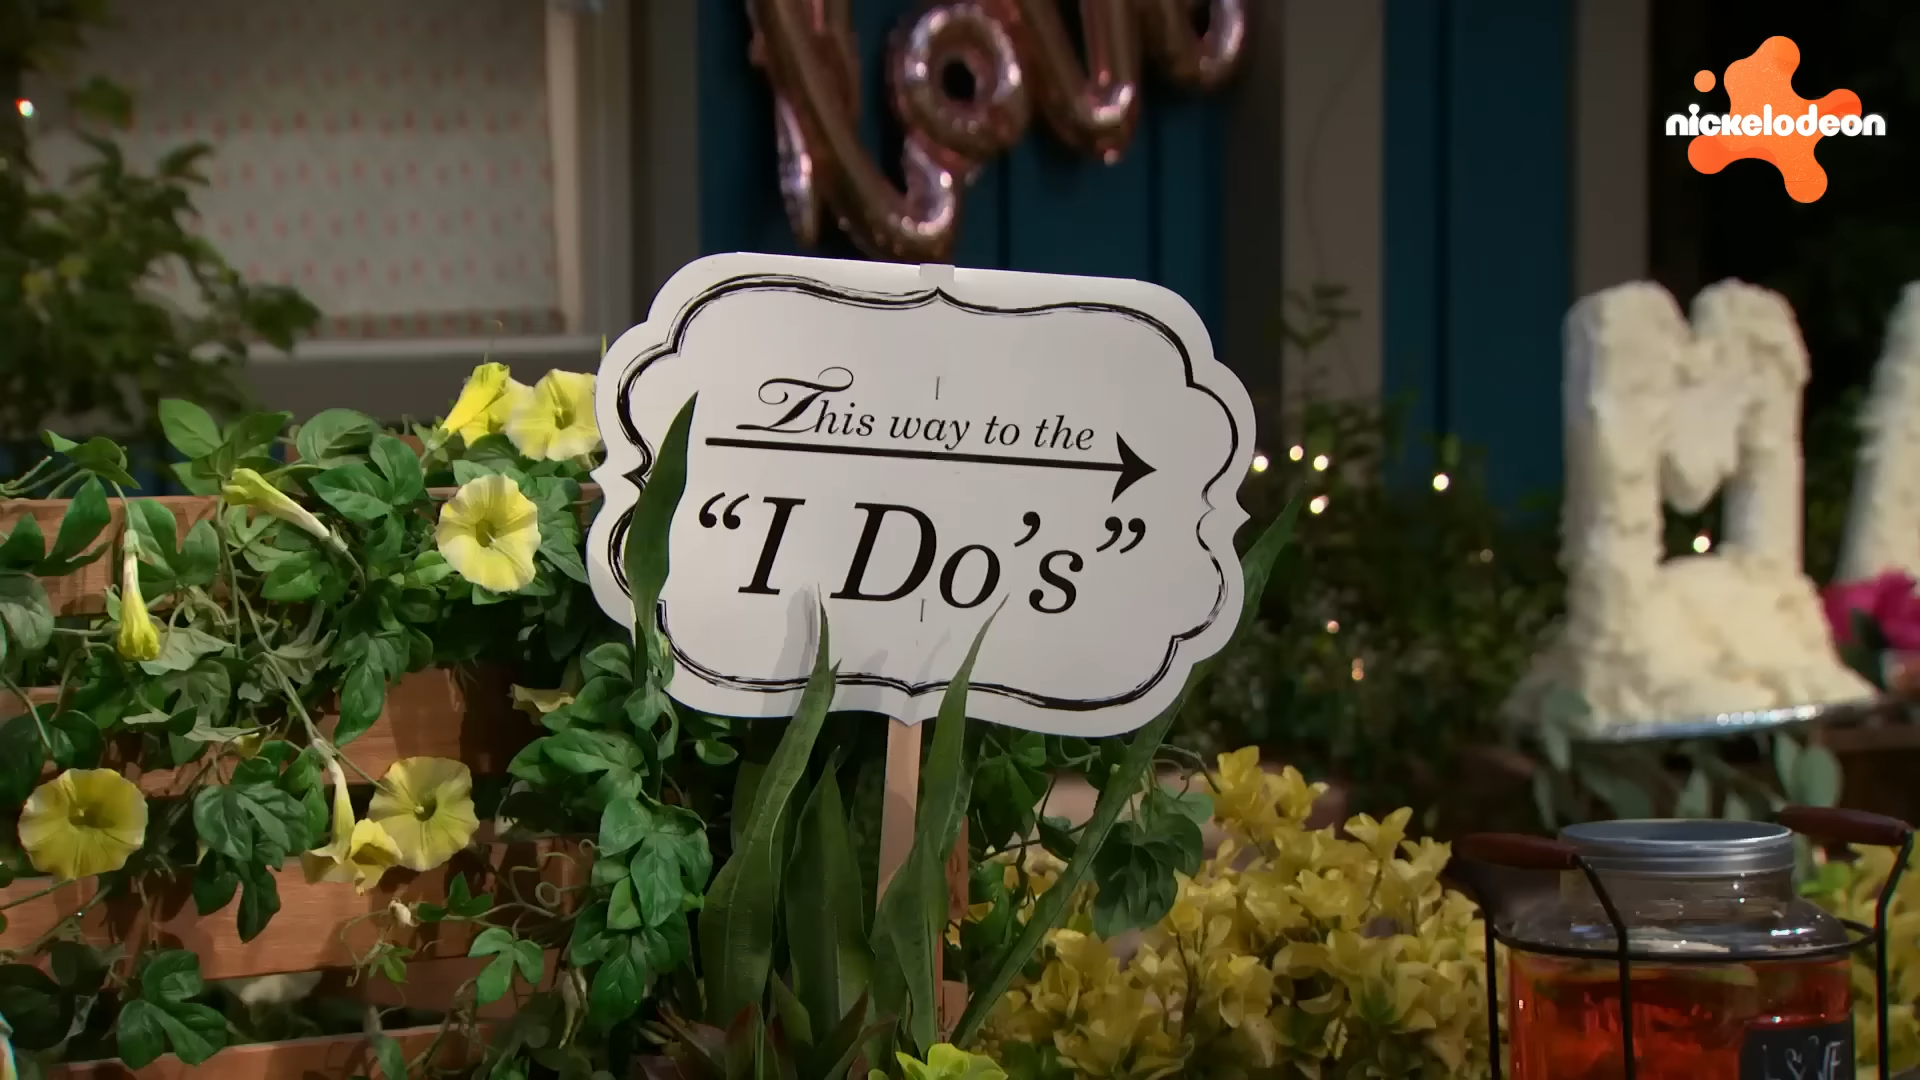 nickelodeon
This way to the
“I Do’s”
M